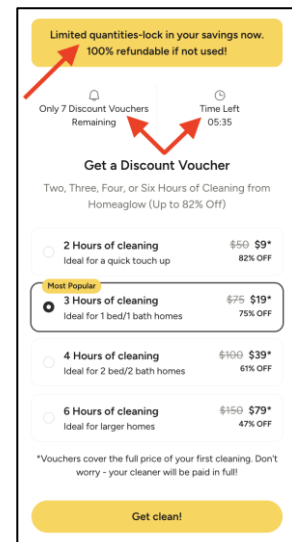 Limited quantities-lock in your savings now.
100% refundable if not used!
Only 7 Discount Vouchers
Remaining
Time Left
05:35
Get a Discount Voucher
Two, Three, Four, or Six Hours of Cleaning from
Homeaglow (Up to 82% Off)
2 Hours of cleaning
$50 $9*
Ideal for a quick touch up
82% OFF
Most Popular
3 Hours of cleaning
$75 $19*
Ideal for 1 bed/1 bath homes
75% OFF
4 Hours of cleaning
$100 $39*
Ideal for 2 bed/2 bath homes
61% OFF
6 Hours of cleaning
$150 $79*
Ideal for larger homes
47% OFF
*Vouchers cover the full price of your first cleaning. Don't
worry - your cleaner will be paid in full!
Get clean!